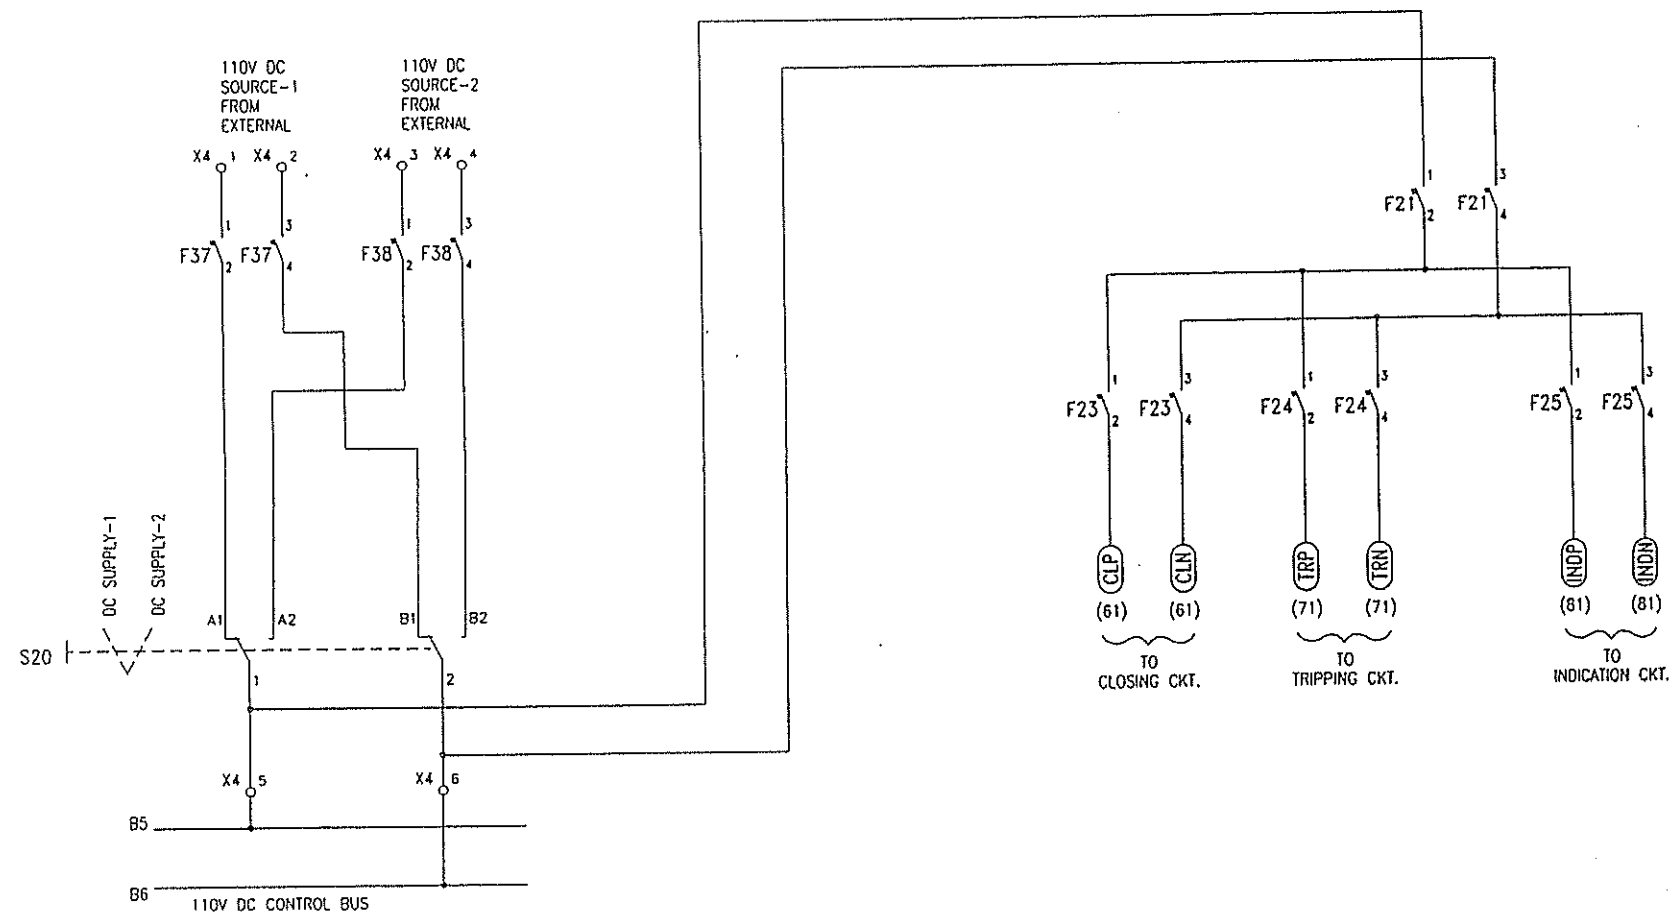 110V DC
SOURCE-1
FROM
EXTERNAL
110V DC
SOURCE-2
FROM
EXTERNAL
X4 1 X4 2 X4 3 X4 4
1 3 1 3
F37 F37 F38 F38
2 4 2 4
1 3
F21 F21
2 4
1 3 1 3 1 3
F23 F23 F24 F24 F25 F25
2 4 2 4 2 4
CLP CLN TRP TRN INDP INDN
(61) (61) (71) (71) (81) (81)
TO
CLOSING CKT.
TO
TRIPPING CKT.
TO
INDICATION CKT.
DC SUPPLY-1
DC SUPPLY-2
A1 A2 B1 B2
S20
1 2
X4 5 X4 6
B5
B6
110V DC CONTROL BUS